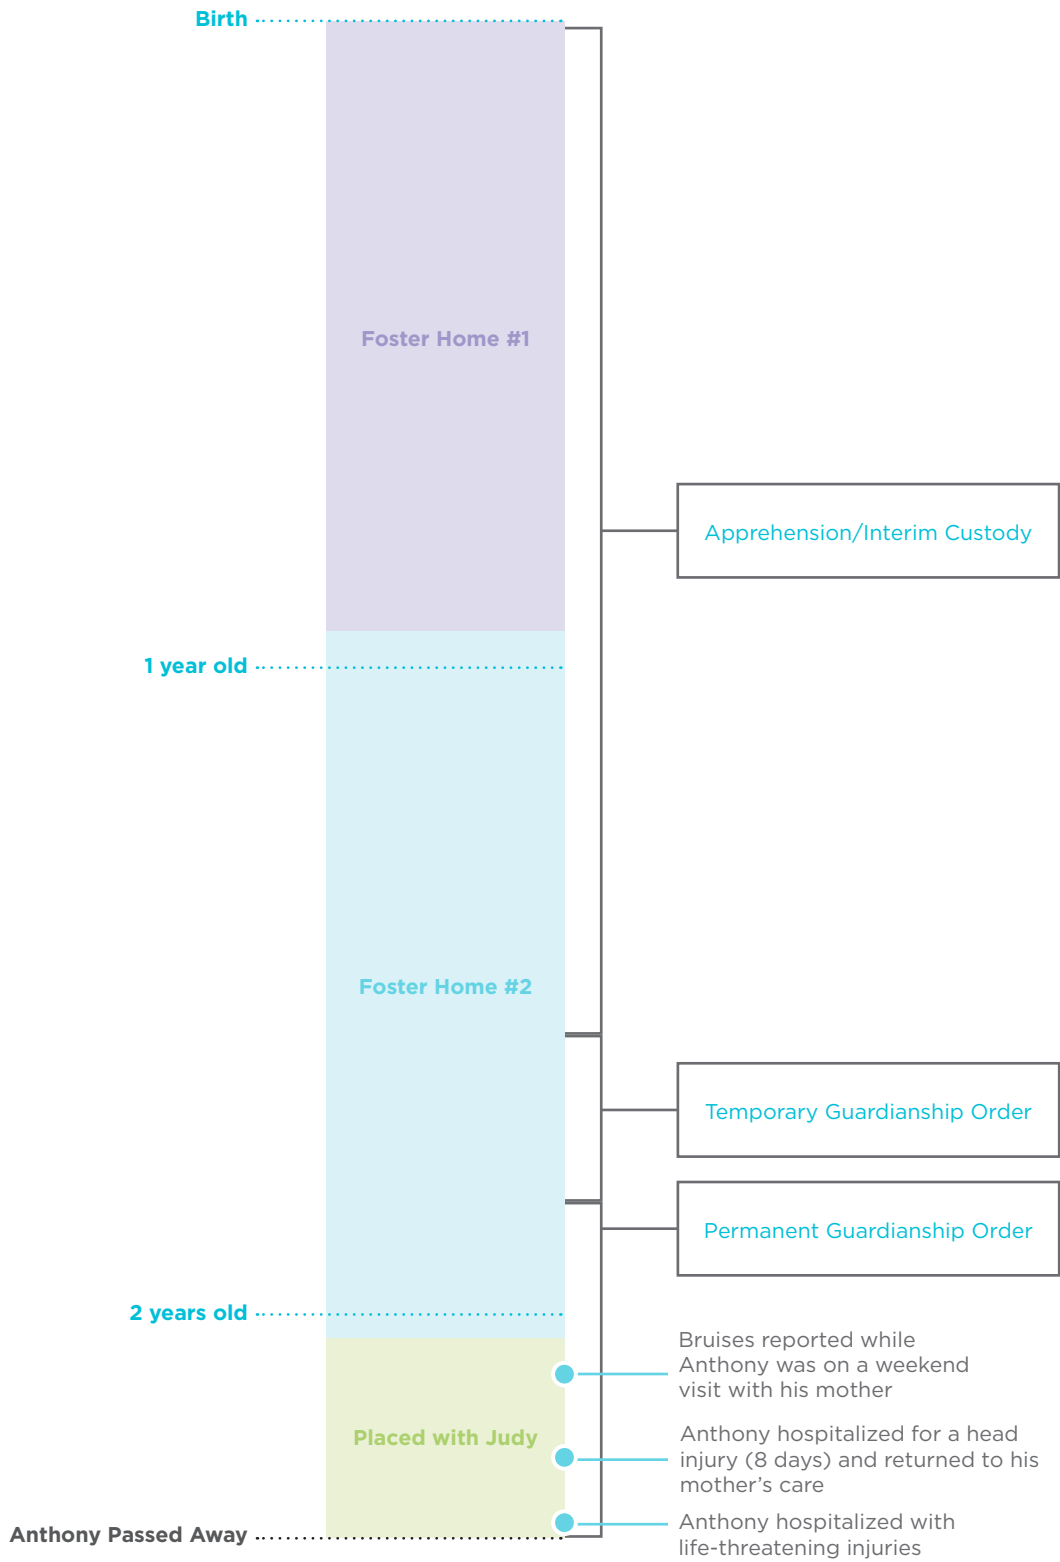 Birth
Foster Home #1
Apprehension/Interim Custody
1 year old
Foster Home #2
Temporary Guardianship Order
Permanent Guardianship Order
2 years old
Bruises reported while
Anthony was on a weekend
visit with his mother
Placed with Judy
Anthony hospitalized for a head
injury (8 days) and returned to his
mother’s care
Anthony Passed Away
Anthony hospitalized with
life-threatening injuries